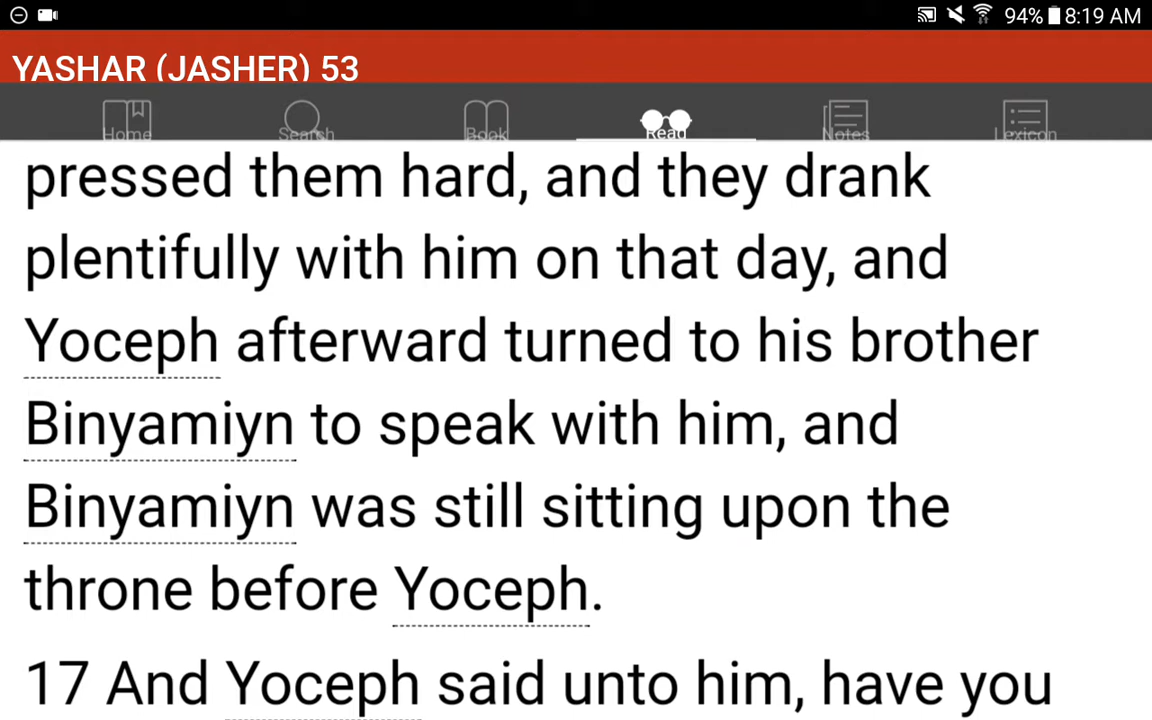 94% 8:19 AM
YASHAR (JASHER) 53
Home Search Book Read Notes Lexicon
pressed them hard, and they drank
plentifully with him on that day, and
Yoceph afterward turned to his brother
Binyamiyn to speak with him, and
Binyamiyn was still sitting upon the
throne before Yoceph.
17 And Yoceph said unto him, have you